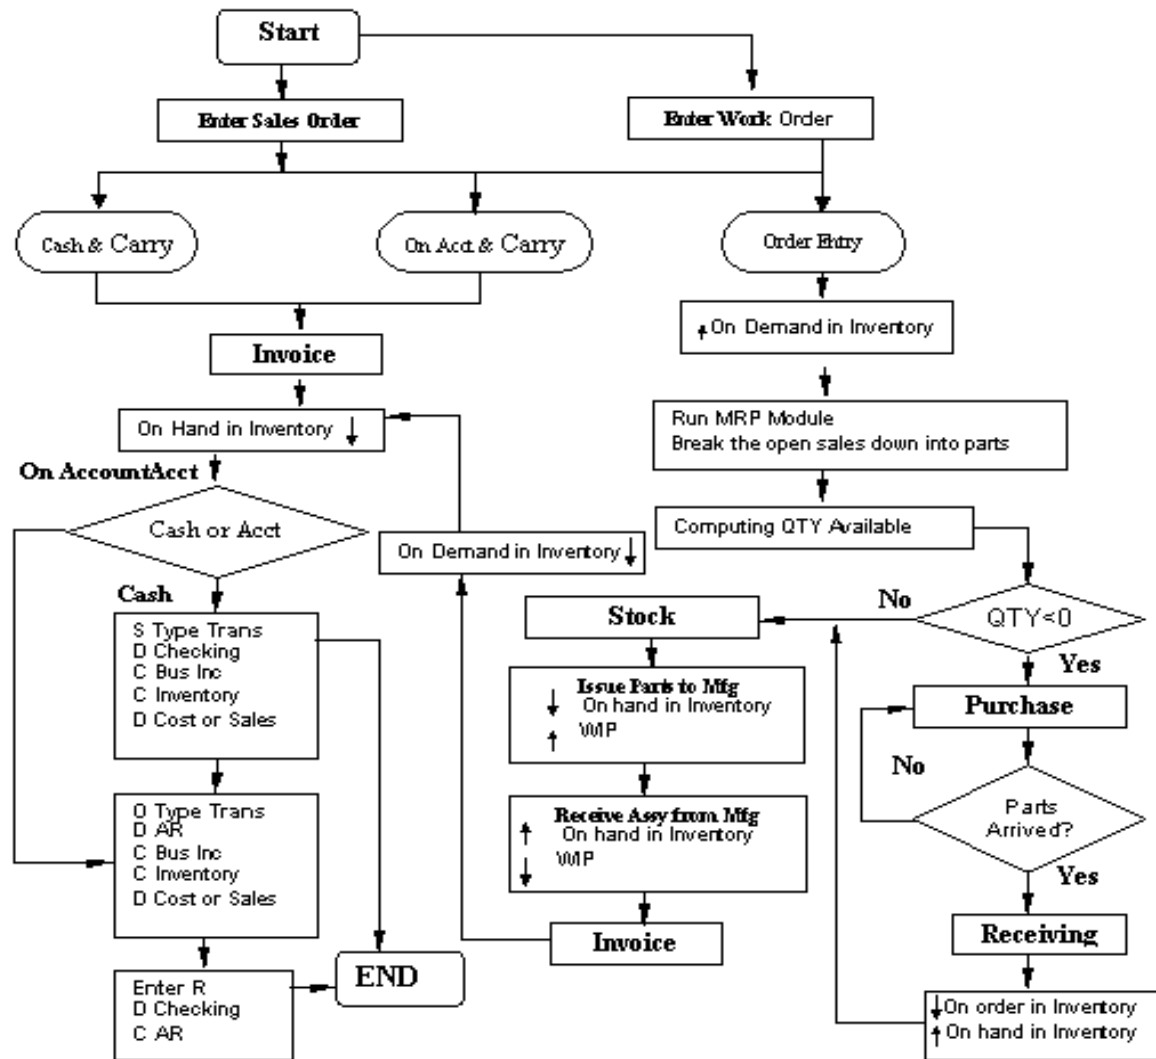 Start
Enter Sales Order
Enter Work Order
Cash & Carry
On Acct & Carry
Order Entry
↑ On Demand in Inventory
Invoice
Run MRP Module
Break the open sales down into parts
On Hand in Inventory ↓
On AccountAcct
Cash or Acct
Computing QTY Available
On Demand in Inventory ↓
Cash
No
QTY<0
Stock
S Type Trans
D Checking
C Bus Inc
C Inventory
D Cost or Sales
Yes
Issue Parts to Mfg
↓ On hand in Inventory
↑ WIP
Purchase
No
Parts
Arrived?
O Type Trans
D AR
C Bus Inc
C Inventory
D Cost or Sales
Receive Assy from Mfg
↑ On hand in Inventory
↓ WIP
Yes
Receiving
Invoice
END
Enter R
D Checking
C AR
↓On order in Inventory
↑On hand in Inventory